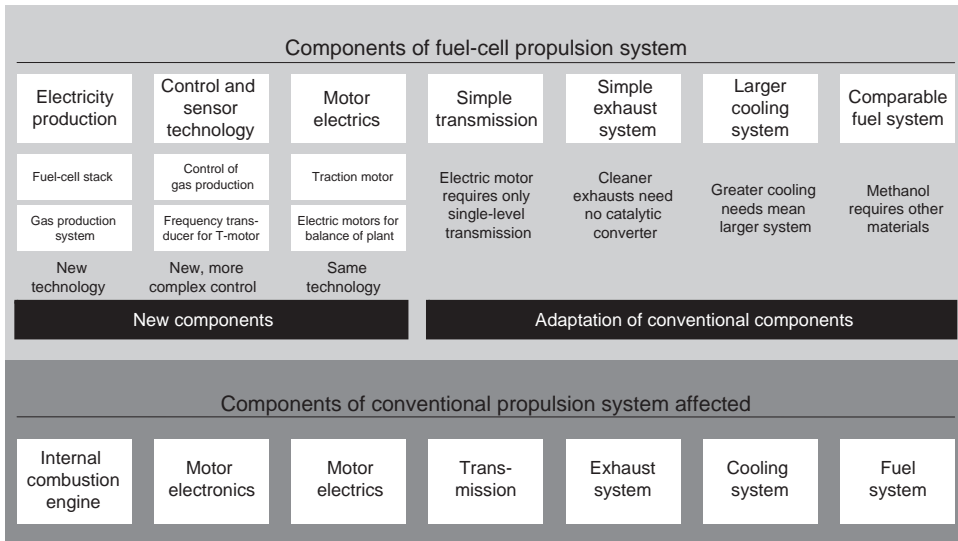 Components of fuel-cell propulsion system
Electricity
production
Control and
sensor
technology
Motor
electrics
Simple
transmission
Simple
exhaust
system
Larger
cooling
system
Comparable
fuel system
Fuel-cell stack
Control of
gas production
Traction motor
Electric motor
requires only
single-level
transmission
Cleaner
exhausts need
no catalytic
converter
Greater cooling
needs mean
larger system
Methanol
requires other
materials
Gas production
system
Frequency trans-
ducer for T-motor
Electric motors for
balance of plant
New
technology
New, more
complex control
Same
technology
New components
Adaptation of conventional components
Components of conventional propulsion system affected
Internal
combustion
engine
Motor
electronics
Motor
electrics
Trans-
mission
Exhaust
system
Cooling
system
Fuel
system